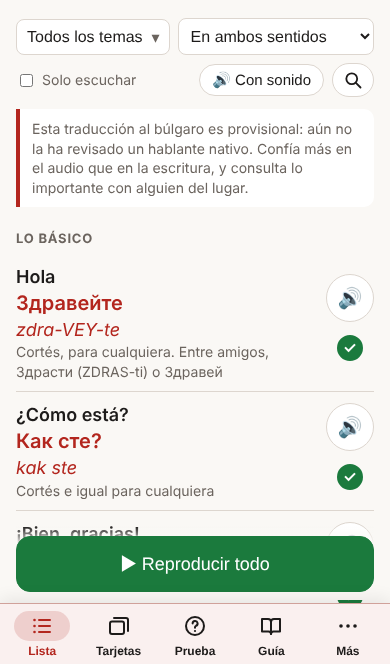 Todos los temas
En ambos sentidos
Solo escuchar
Con sonido
Esta traducción al búlgaro es provisional: aún no
la ha revisado un hablante nativo. Confía más en
el audio que en la escritura, y consulta lo
importante con alguien del lugar.
LO BÁSICO
Hola
Здравейте
zdra-VEY-te
Cortés, para cualquiera. Entre amigos,
Здрасти (ZDRAS-ti) o Здравей
¿Cómo está?
Как сте?
kak ste
Cortés e igual para cualquiera
¡Bien, gracias!
Reproducir todo
Lista
Tarjetas
Prueba
Guía
Más